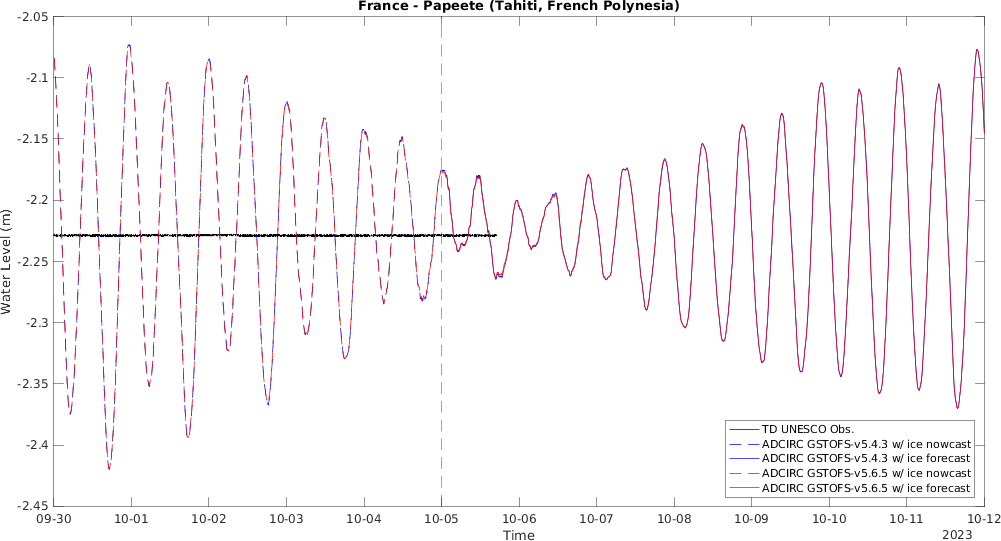 France - Papeete (Tahiti, French Polynesia)
-2.05
-2.1
-2.15
-2.2
-2.25
-2.3
-2.35
-2.4
-2.45
Water Level (m)
TD UNESCO Obs.
ADCIRC GSTOFS-v5.4.3 w/ ice nowcast
ADCIRC GSTOFS-v5.4.3 w/ ice forecast
ADCIRC GSTOFS-v5.6.5 w/ ice nowcast
ADCIRC GSTOFS-v5.6.5 w/ ice forecast
09-30 10-01 10-02 10-03 10-04 10-05 10-06 10-07 10-08 10-09 10-10 10-11 10-12
Time
2023